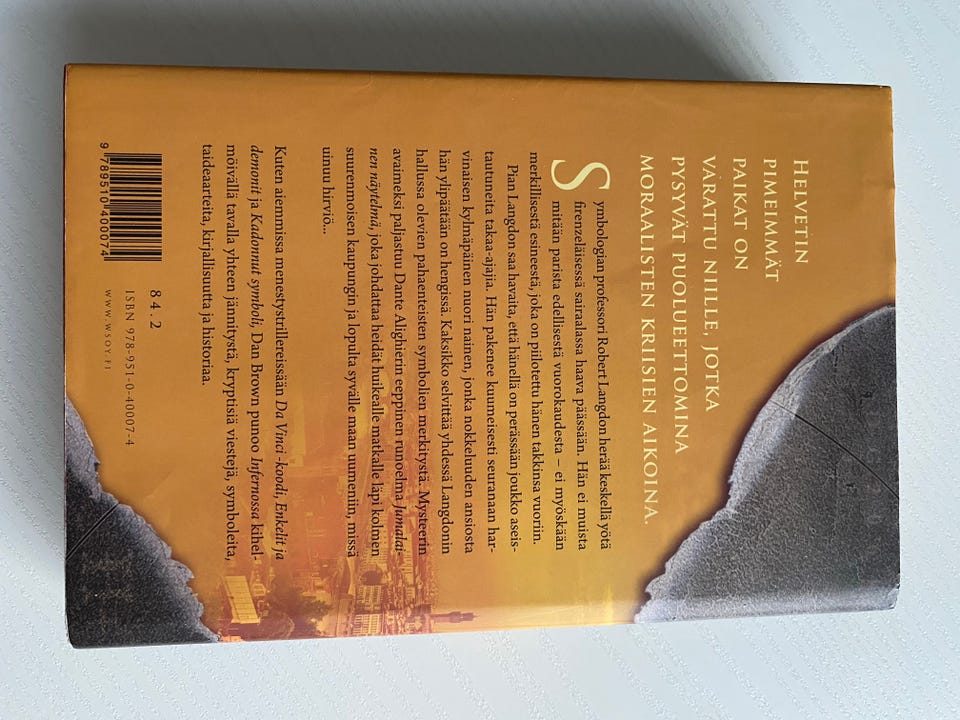 HELVETIN
PIMEIMMÄT
PAIKAT ON
VARATTU NIILLE, JOTKA
PYSYVÄT PUOLUEETTOMINA
MORAALISTEN KRIISIEN AIKOINA.
Symbologian professori Robert Langdon herää keskellä yötä
firenzeläisessä sairaalassa haava päässään. Hän ei muista
mitään parista edellisestä vuorokaudesta – ei myöskään
merkillisestä esineestä, joka on piilotettu hänen takkinsa vuoriin.
Pian Langdon saa havaita, että hänellä on perässään joukko aseis-
tautuneita takaa-ajajia. Hän pakenee kuumeisesti seuranaan har-
vinaisen kylmäpäinen nuori nainen, jonka nokkeluuden ansiosta
hän ylipäätään on hengissä. Kaksikko selvittää yhdessä Langdonin
hallussa olevien pahaenteisten symbolien merkitystä. Mysteerin
avaimeksi paljastuu Dante Alighierin eeppinen runoelma Jumalai-
nen näytelmä, joka johdattaa heidät huikealle matkalle läpi kolmen
suurenmoisen kaupungin ja lopulta syvälle maan uumeniin, missä
uinuu hirviö...
Kuten aiemmissa menestystrillereissään Da Vinci -koodi, Enkelit ja
demonit ja Kadonnut symboli, Dan Brown punoo Infernossa kihel-
möivällä tavalla yhteen jännitystä, kryptisiä viestejä, symboleita,
taideaarteita, kirjallisuutta ja historiaa.
9 789510 400074
84.2
ISBN 978-951-0-40007-4
WWW.WSOY.FI